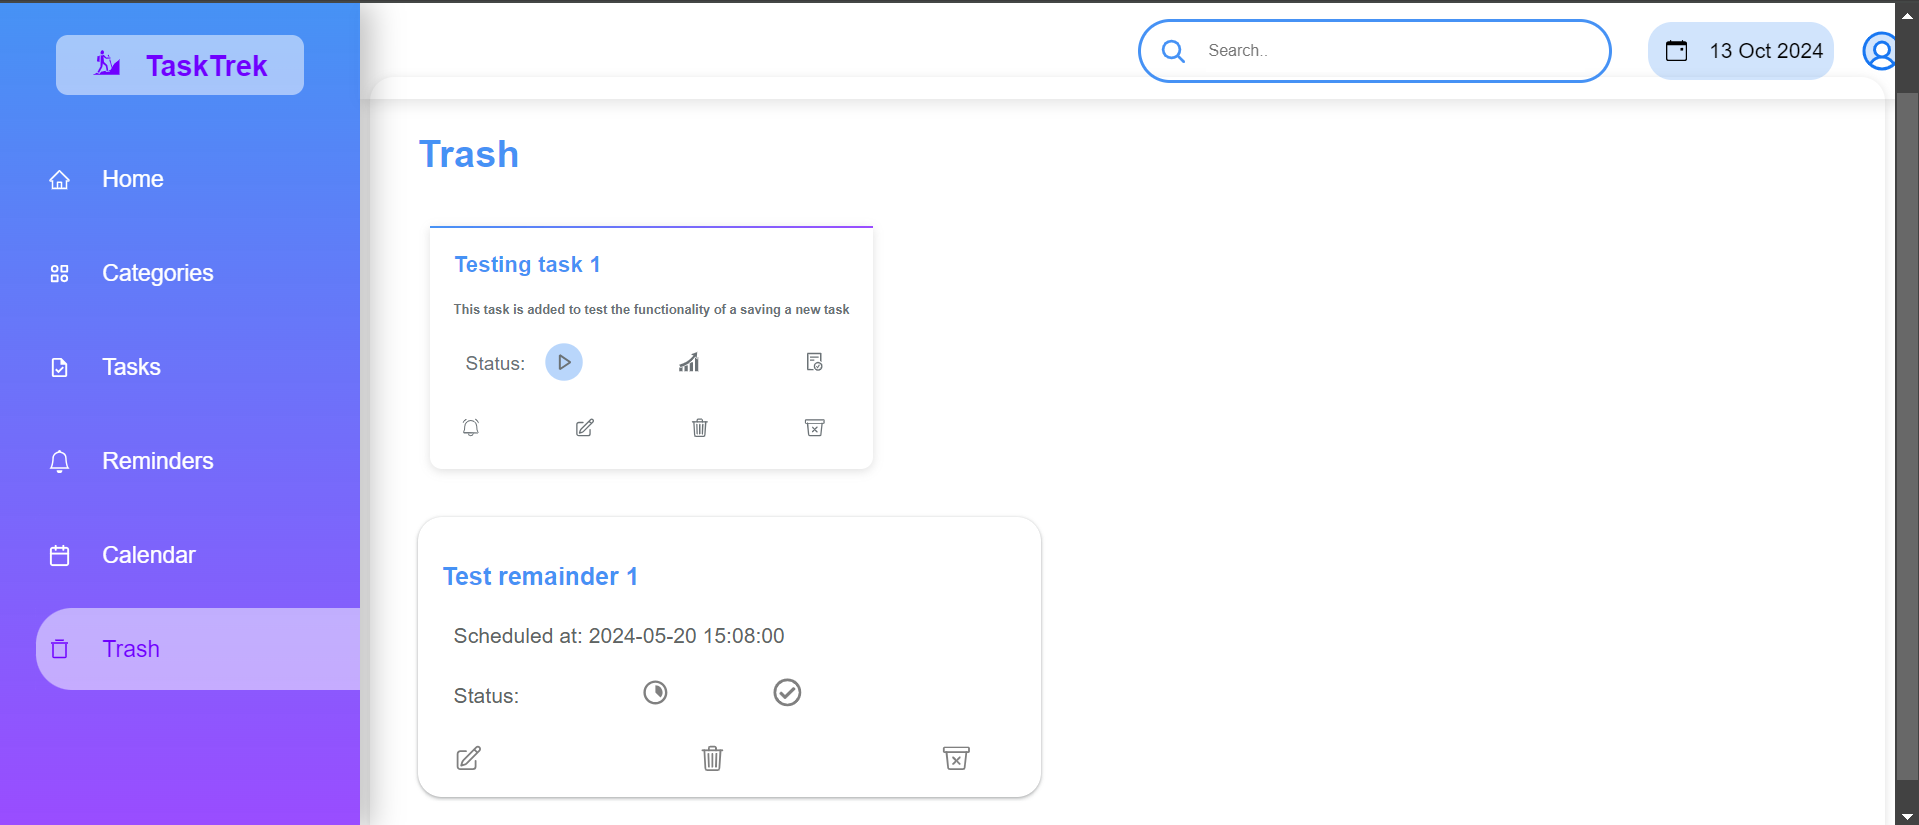 TaskTrek
Search..
13 Oct 2024
Home
Categories
Tasks
Reminders
Calendar
Trash
Trash
Testing task 1
This task is added to test the functionality of a saving a new task
Status:
Test remainder 1
Scheduled at: 2024-05-20 15:08:00
Status: